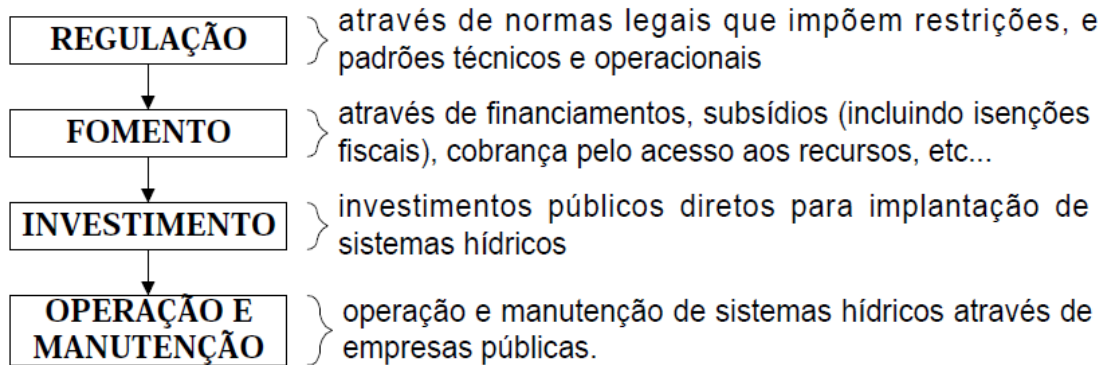 REGULAÇÃO
através de normas legais que impõem restrições, e
padrões técnicos e operacionais
FOMENTO
através de financiamentos, subsídios (incluindo isenções
fiscais), cobrança pelo acesso aos recursos, etc...
INVESTIMENTO
investimentos públicos diretos para implantação de
sistemas hídricos
OPERAÇÃO E
MANUTENÇÃO
operação e manutenção de sistemas hídricos através de
empresas públicas.